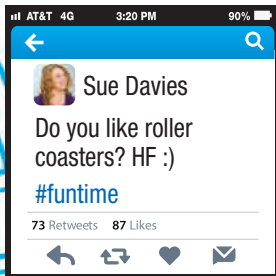 AT&T 4G 3:20 PM 90%
Sue Davies
Do you like roller
coasters? HF :)
#funtime
73 Retweets 87 Likes